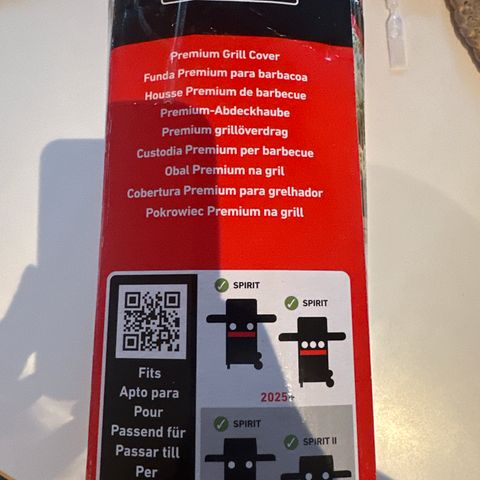 Premium Grill Cover
Funda Premium para barbacoa
Housse Premium de barbecue
Premium-Abdeckhaube
Premium grillöverdrag
Custodia Premium per barbecue
Obal Premium na gril
Cobertura Premium para grelhador
Pokrowiec Premium na grill
Fits
Apto para
Pour
Passend für
Passar till
Per
SPIRIT
SPIRIT
2025+
SPIRIT
SPIRIT II